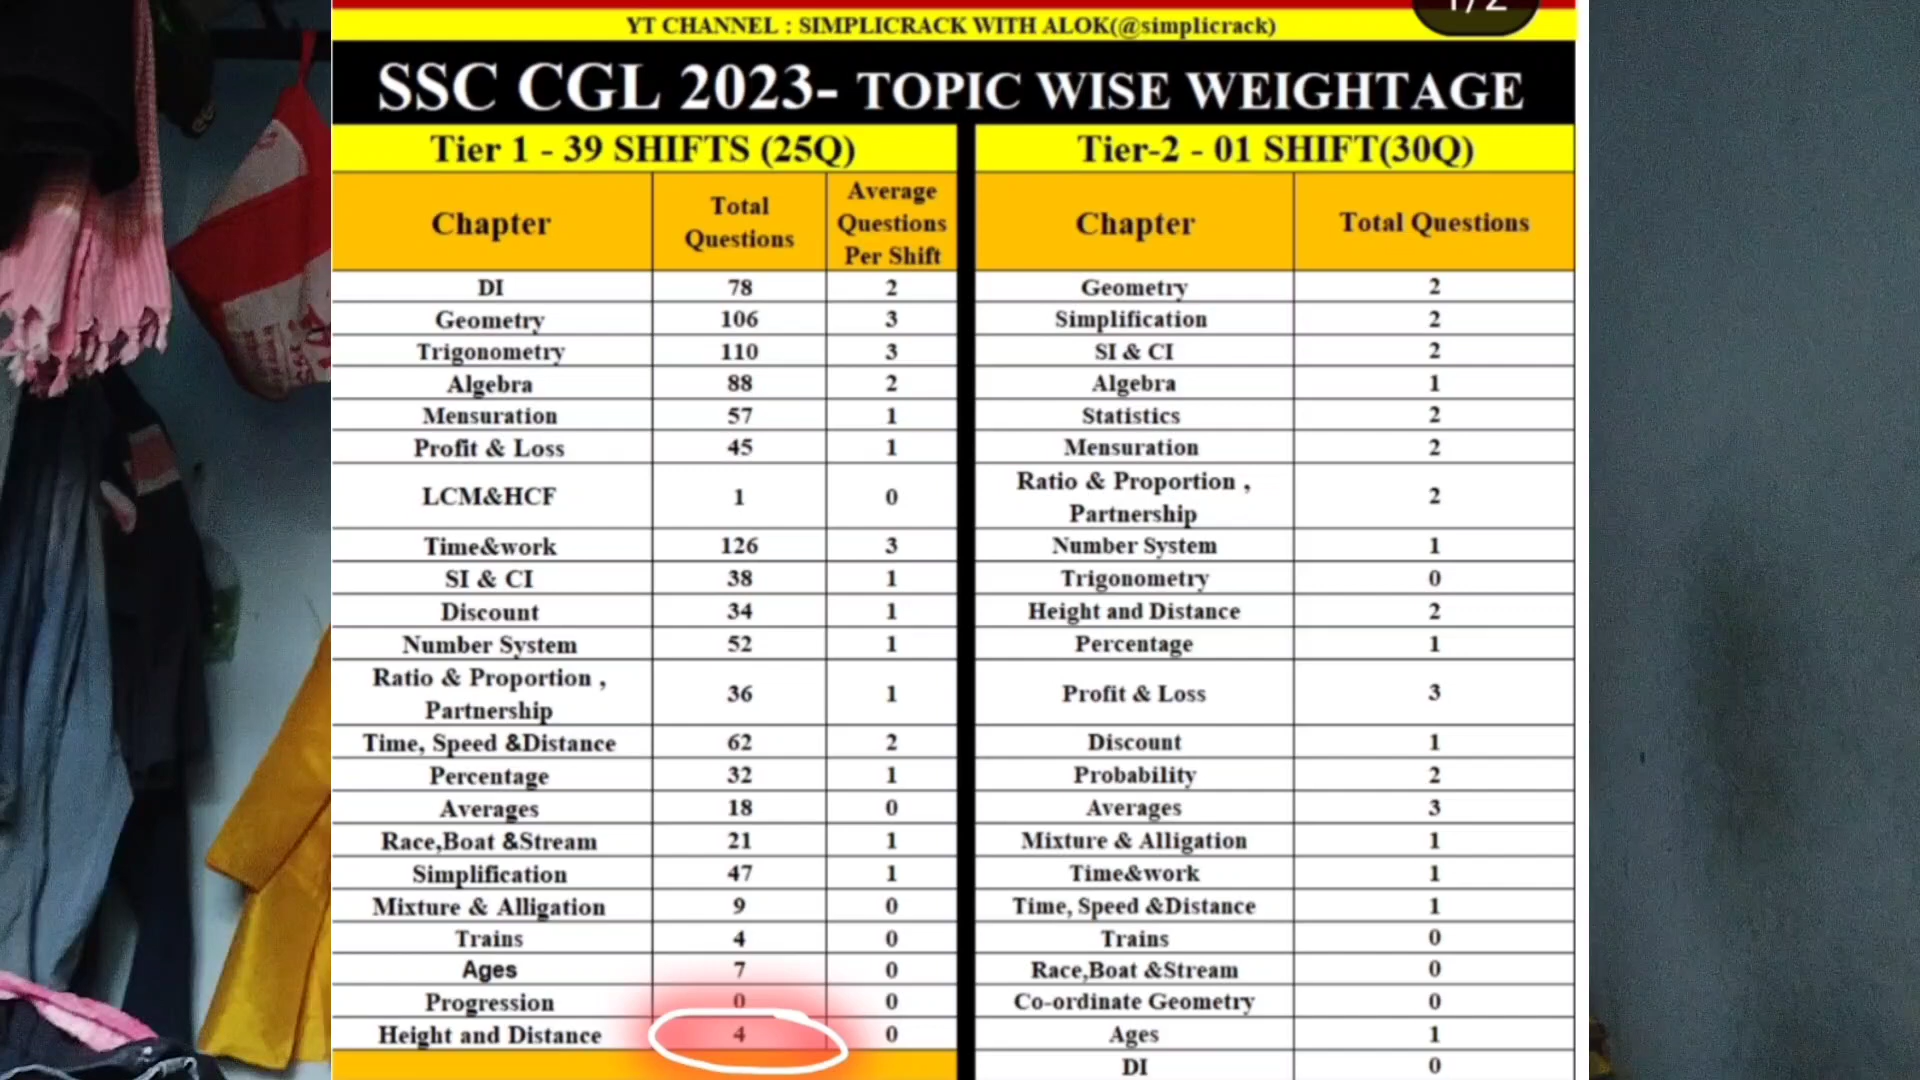 1/2
YT CHANNEL : SIMPLICRACK WITH ALOK(@simplicrack)
SSC CGL 2023- TOPIC WISE WEIGHTAGE
Tier 1 - 39 SHIFTS (25Q)
Chapter Total Questions Average Questions Per Shift
DI 78 2
Geometry 106 3
Trigonometry 110 3
Algebra 88 2
Mensuration 57 1
Profit & Loss 45 1
LCM&HCF 1 0
Time&work 126 3
SI & CI 38 1
Discount 34 1
Number System 52 1
Ratio & Proportion , Partnership 36 1
Time, Speed &Distance 62 2
Percentage 32 1
Averages 18 0
Race,Boat &Stream 21 1
Simplification 47 1
Mixture & Alligation 9 0
Trains 4 0
Ages 7 0
Progression 0 0
Height and Distance 4 0
Tier-2 - 01 SHIFT(30Q)
Chapter Total Questions
Geometry 2
Simplification 2
SI & CI 2
Algebra 1
Statistics 2
Mensuration 2
Ratio & Proportion , Partnership 2
Number System 1
Trigonometry 0
Height and Distance 2
Percentage 1
Profit & Loss 3
Discount 1
Probability 2
Averages 3
Mixture & Alligation 1
Time&work 1
Time, Speed &Distance 1
Trains 0
Race,Boat &Stream 0
Co-ordinate Geometry 0
Ages 1
DI 0